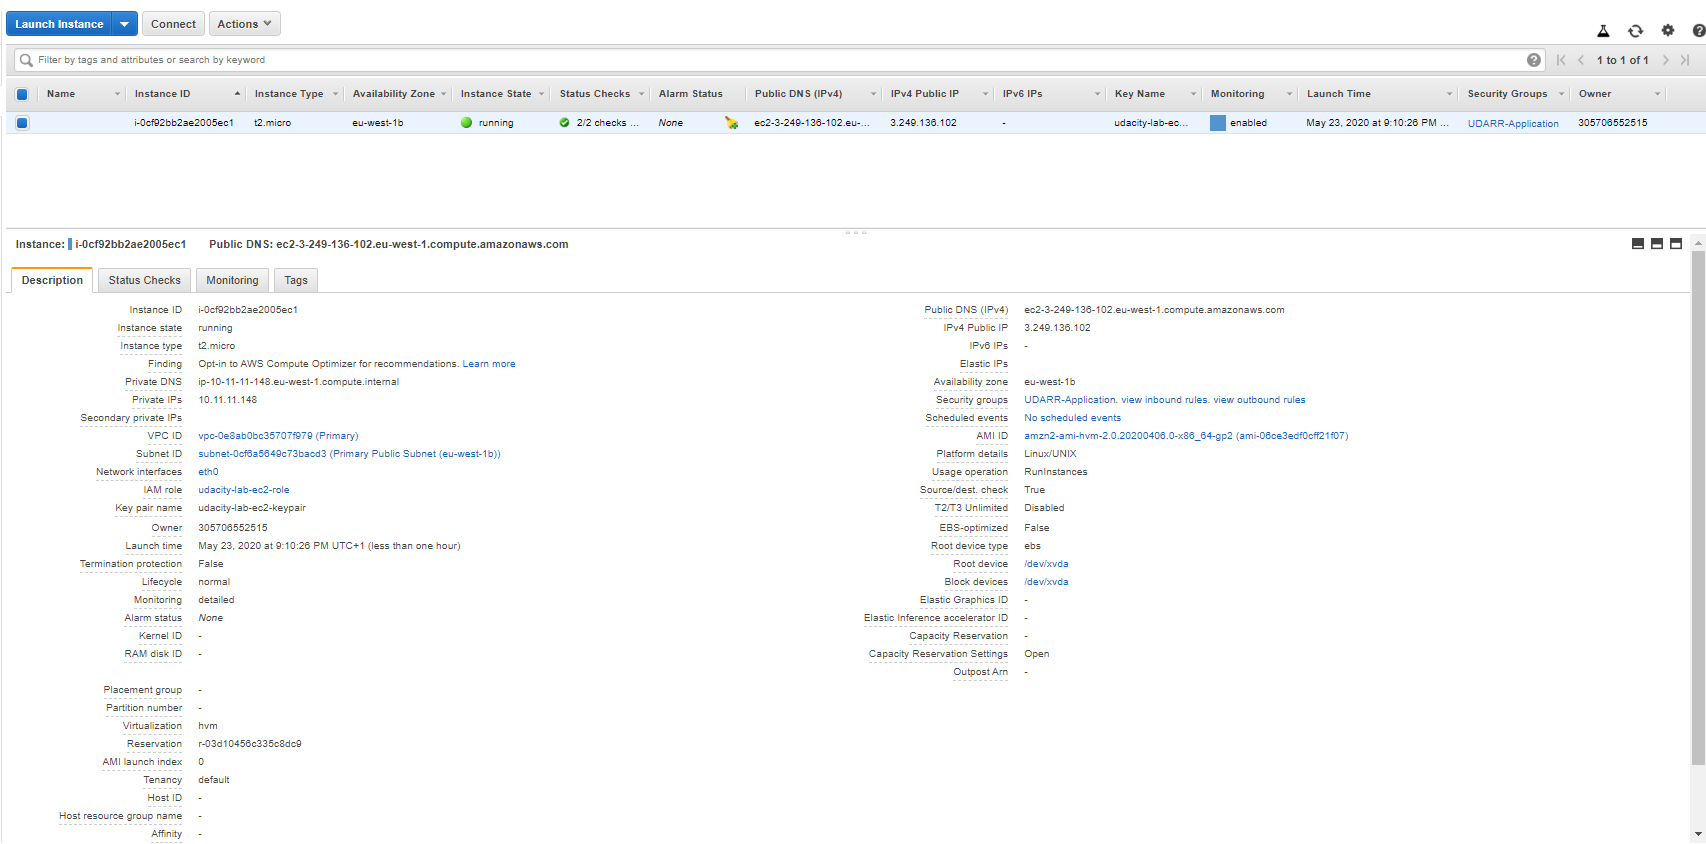 Launch Instance Connect Actions
Filter by tags and attributes or search by keyword 1 to 1 of 1
Name Instance ID Instance Type Availability Zone Instance State Status Checks Alarm Status Public DNS (IPv4) IPv4 Public IP IPv6 IPs Key Name Monitoring Launch Time Security Groups Owner
i-0cf92bb2ae2005ec1 t2.micro eu-west-1b running 2/2 checks ... None ec2-3-249-136-102.eu-... 3.249.136.102 - udacity-lab-ec... enabled May 23, 2020 at 9:10:26 PM ... UDARR-Application 305706552515
Instance: i-0cf92bb2ae2005ec1 Public DNS: ec2-3-249-136-102.eu-west-1.compute.amazonaws.com
Description Status Checks Monitoring Tags
Instance ID i-0cf92bb2ae2005ec1
Instance state running
Instance type t2.micro
Finding Opt-in to AWS Compute Optimizer for recommendations. Learn more
Private DNS ip-10-11-11-148.eu-west-1.compute.internal
Private IPs 10.11.11.148
Secondary private IPs
VPC ID vpc-0e8ab0bc35707f979 (Primary)
Subnet ID subnet-0cf6a5649c73bacd3 (Primary Public Subnet (eu-west-1b))
Network interfaces eth0
IAM role udacity-lab-ec2-role
Key pair name udacity-lab-ec2-keypair
Owner 305706552515
Launch time May 23, 2020 at 9:10:26 PM UTC+1 (less than one hour)
Termination protection False
Lifecycle normal
Monitoring detailed
Alarm status None
Kernel ID -
RAM disk ID -
Placement group -
Partition number -
Virtualization hvm
Reservation r-03d10456c335c8dc9
AMI launch index 0
Tenancy default
Host ID -
Host resource group name -
Affinity -
Public DNS (IPv4) ec2-3-249-136-102.eu-west-1.compute.amazonaws.com
IPv4 Public IP 3.249.136.102
IPv6 IPs -
Elastic IPs
Availability zone eu-west-1b
Security groups UDARR-Application. view inbound rules. view outbound rules
Scheduled events No scheduled events
AMI ID amzn2-ami-hvm-2.0.20200406.0-x86_64-gp2 (ami-06ce3edf0cff21f07)
Platform details Linux/UNIX
Usage operation RunInstances
Source/dest. check True
T2/T3 Unlimited Disabled
EBS-optimized False
Root device type ebs
Root device /dev/xvda
Block devices /dev/xvda
Elastic Graphics ID -
Elastic Inference accelerator ID -
Capacity Reservation -
Capacity Reservation Settings Open
Outpost Arn -